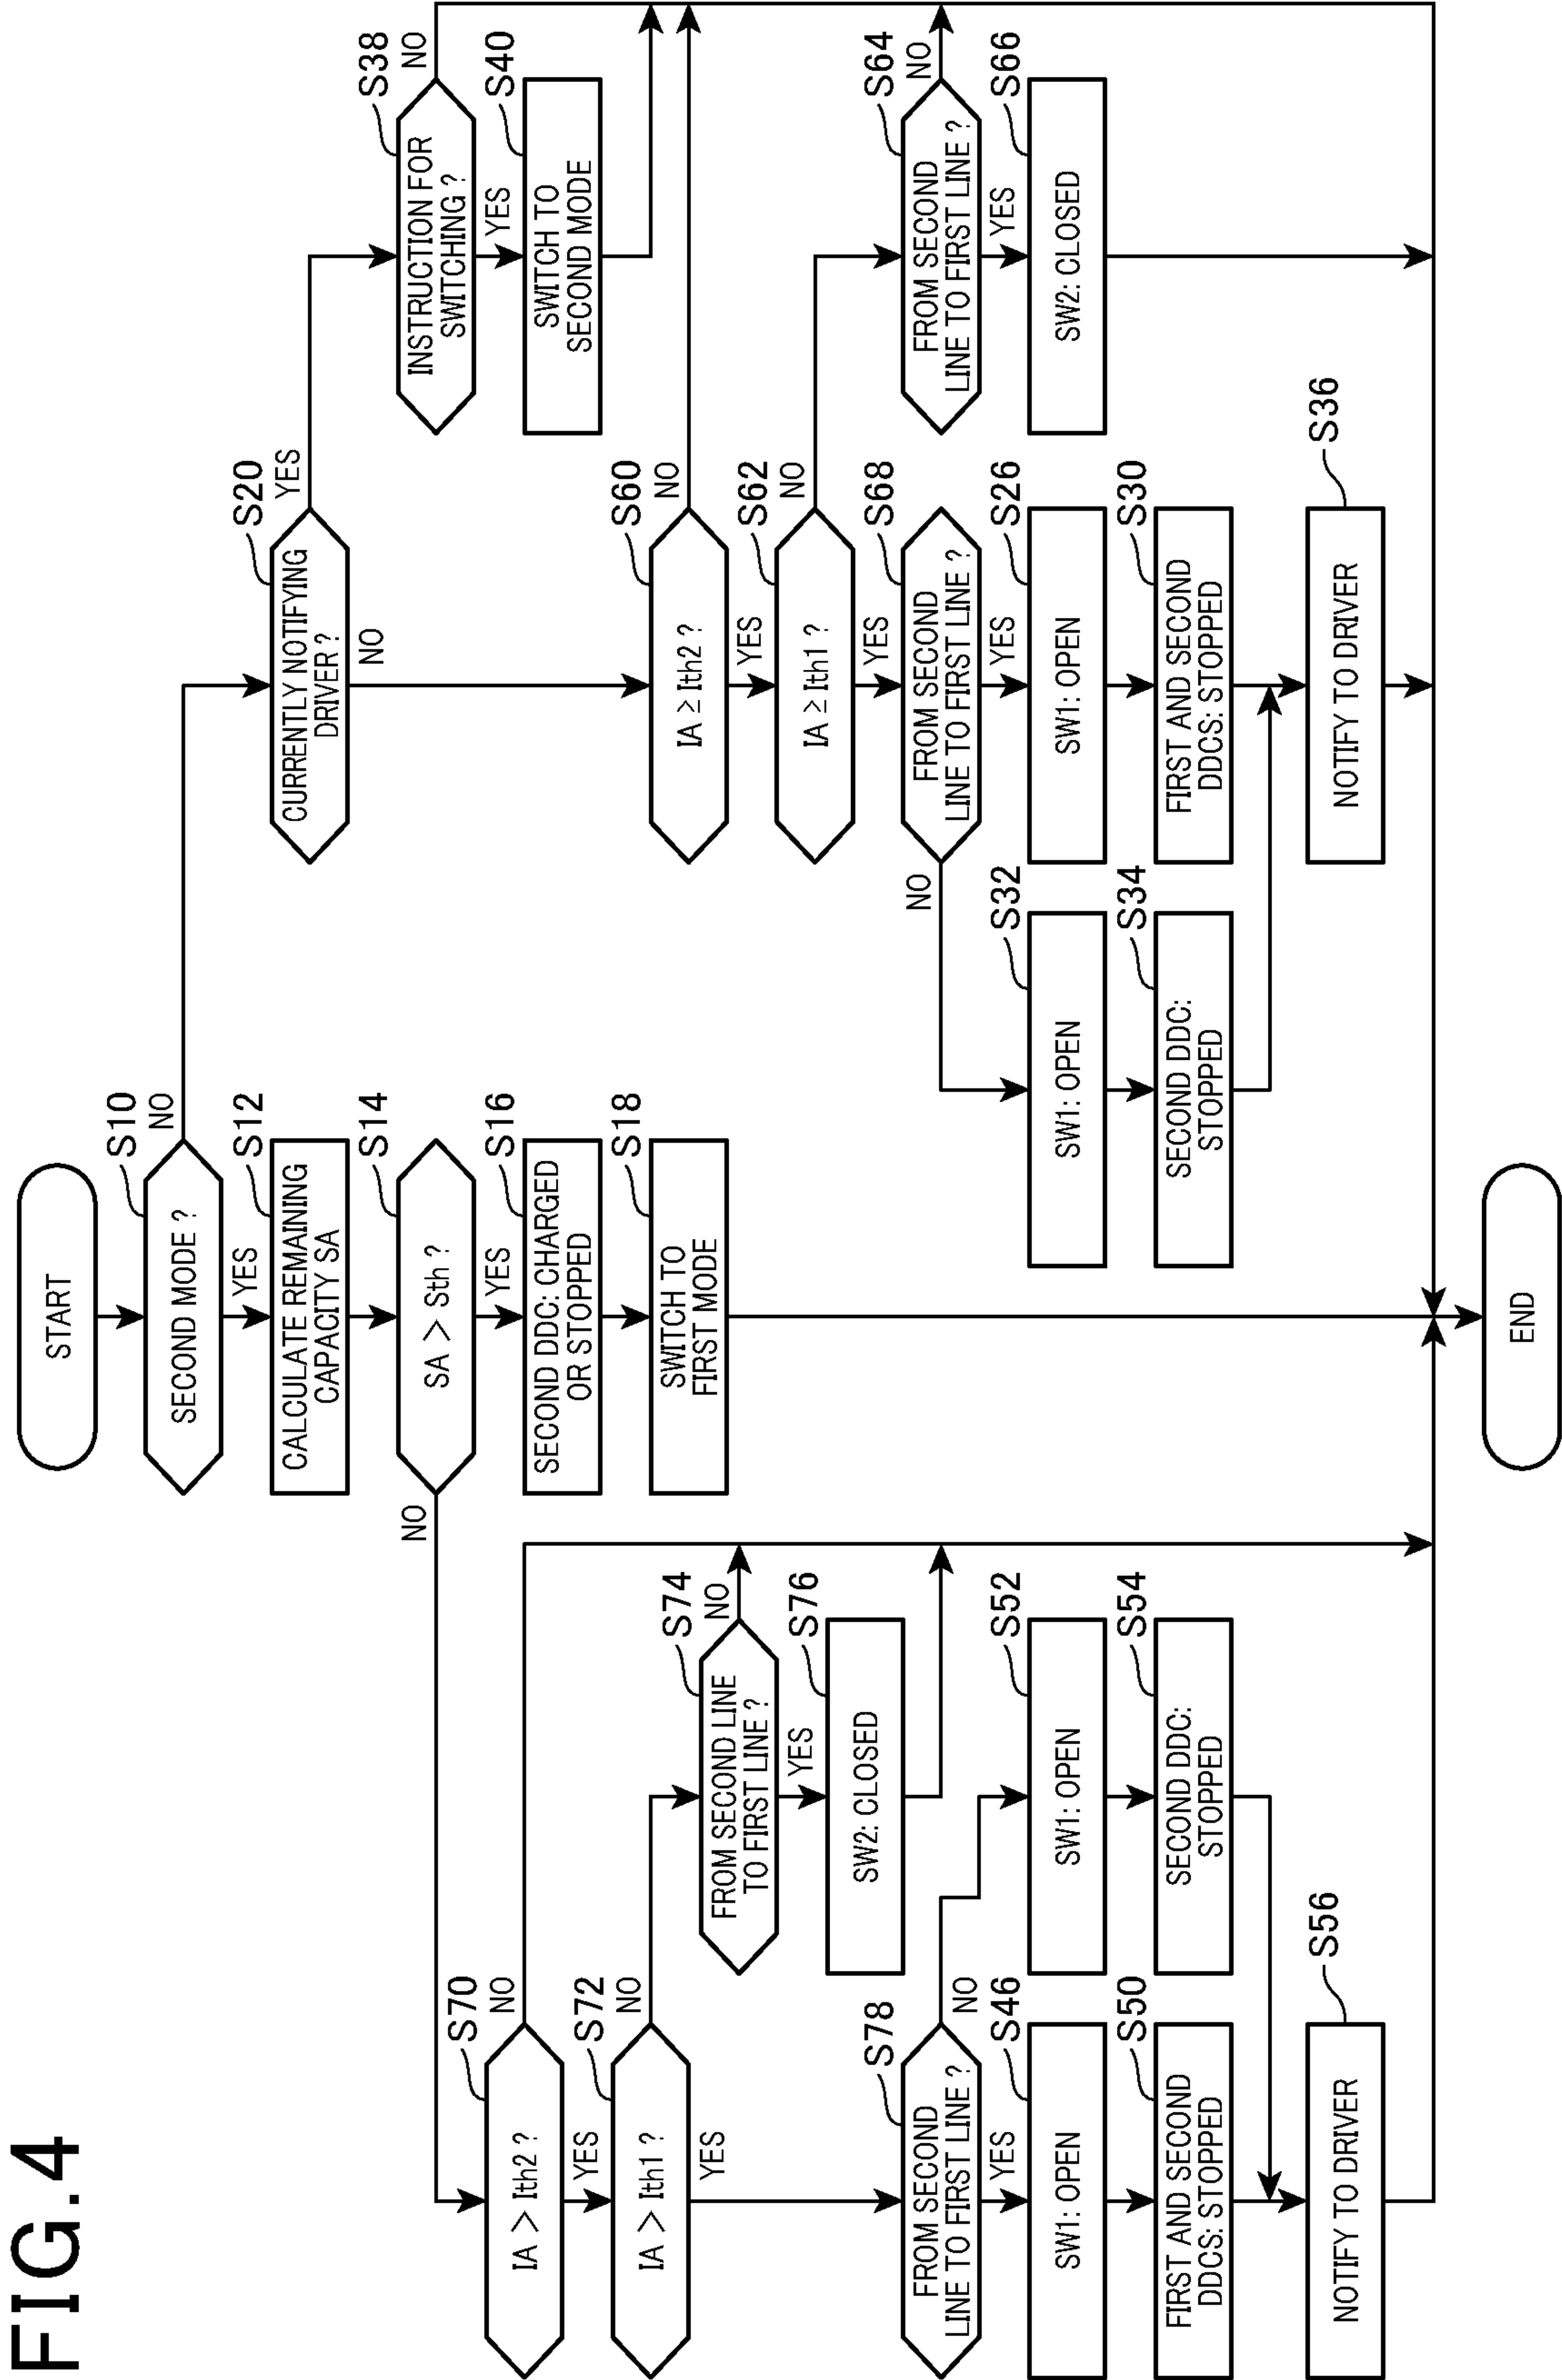 FIG.4
START
S10
SECOND MODE ?
NO
YES
S12
CALCULATE REMAINING
CAPACITY SA
S14
SA > Sth ?
NO
YES
S16
SECOND DDC: CHARGED
OR STOPPED
S18
SWITCH TO
FIRST MODE
S70
IA > Ith2 ?
NO
YES
S72
IA > Ith1 ?
NO
YES
S74
FROM SECOND LINE
TO FIRST LINE ?
NO
YES
S76
SW2: CLOSED
S78
FROM SECOND
LINE TO FIRST LINE ?
NO
YES
S46
SW1: OPEN
S50
FIRST AND SECOND
DDCS: STOPPED
S52
SW1: OPEN
S54
SECOND DDC:
STOPPED
S56
NOTIFY TO DRIVER
S20
CURRENTLY NOTIFYING
DRIVER ?
YES
NO
S38
INSTRUCTION FOR
SWITCHING ?
NO
YES
S40
SWITCH TO
SECOND MODE
S60
IA ≥ Ith2 ?
NO
YES
S62
IA ≥ Ith1 ?
NO
YES
S64
FROM SECOND
LINE TO FIRST LINE ?
NO
YES
S66
SW2: CLOSED
S68
FROM SECOND
LINE TO FIRST LINE ?
NO
YES
S26
SW1: OPEN
S30
FIRST AND SECOND
DDCS: STOPPED
S32
SW1: OPEN
S34
SECOND DDC:
STOPPED
S36
NOTIFY TO DRIVER
END